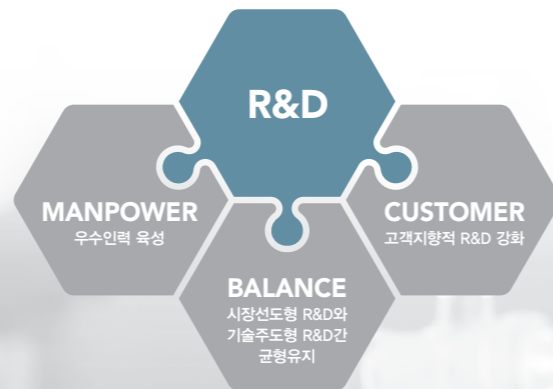 R&D
MANPOWER
우수인력 육성
CUSTOMER
고객지향적 R&D 강화
BALANCE
시장선도형 R&D와
기술주도형 R&D간
균형유지